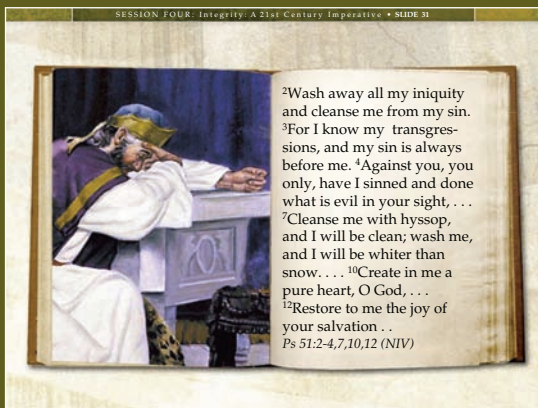 SESSION FOUR: Integrity: A 21st Century Imperative • SLIDE 31
²Wash away all my iniquity
and cleanse me from my sin.
³For I know my transgres-
sions, and my sin is always
before me. ⁴Against you, you
only, have I sinned and done
what is evil in your sight, . . .
⁷Cleanse me with hyssop,
and I will be clean; wash me,
and I will be whiter than
snow. . . . ¹⁰Create in me a
pure heart, O God, . . .
¹²Restore to me the joy of
your salvation . .
Ps 51:2-4,7,10,12 (NIV)